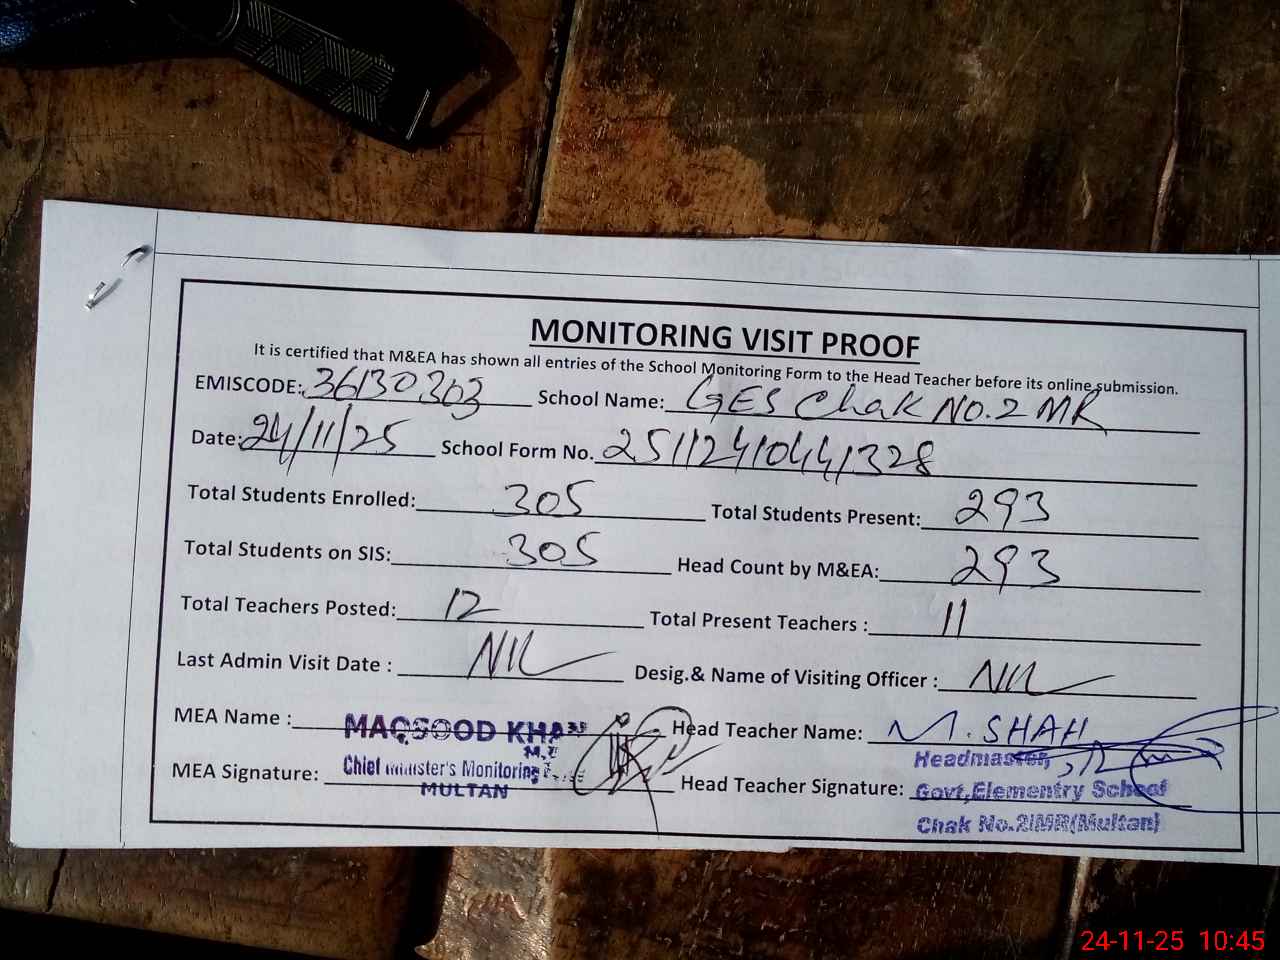 MONITORING VISIT PROOF
It is certified that M&EA has shown all entries of the School Monitoring Form to the Head Teacher before its online submission.
EMISCODE: 36130303 School Name: GES Chak No. 2 MR
Date: 24/11/25 School Form No. 25112410441328
Total Students Enrolled: 305 Total Students Present: 293
Total Students on SIS: 305 Head Count by M&EA: 293
Total Teachers Posted: 12 Total Present Teachers : 11
Last Admin Visit Date : NIL Desig.& Name of Visiting Officer : NIL
MEA Name : MAQSOOD KHAN Head Teacher Name: M. SHAH
MEA Signature: Chief Minister's Monitoring Head Teacher Signature: Headmaster,
MULTAN Govt,Elementry School
Chak No.2/MR(Multan)
24-11-25 10:45